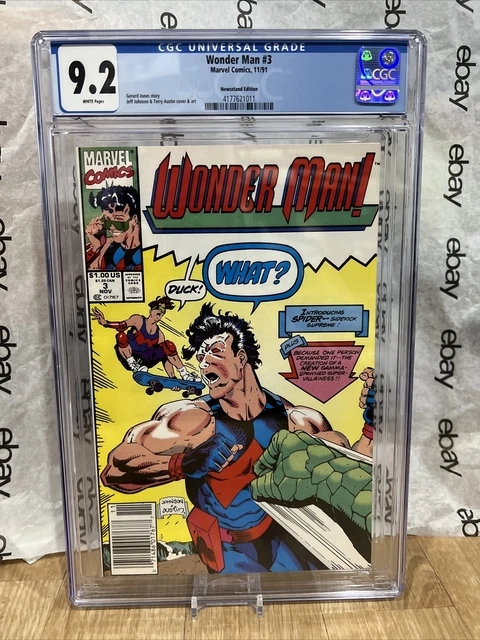 CGC UNIVERSAL GRADE
9.2
WHITE Pages
Wonder Man #3
Marvel Comics, 11/91
Newsstand Edition
Gerard Jones story
Jeff Johnson & Terry Austin cover & art
4177621011
CGC
MARVEL
COMICS
WONDER MAN!
$1.00 US
3
NOV
DUCK!
WHAT?
INTRODUCING
SPIDER-- SIDEKICK
SUPREME
PLUS
BECAUSE ONE PERSON
DEMANDED IT--THE
CREATION OF A
NEW GAMMA-
SPAWNED SUPER-
VILLAINESS!!
11
ebay
ebay
ebay
ebay
ebay
ebay
ebay
ebay